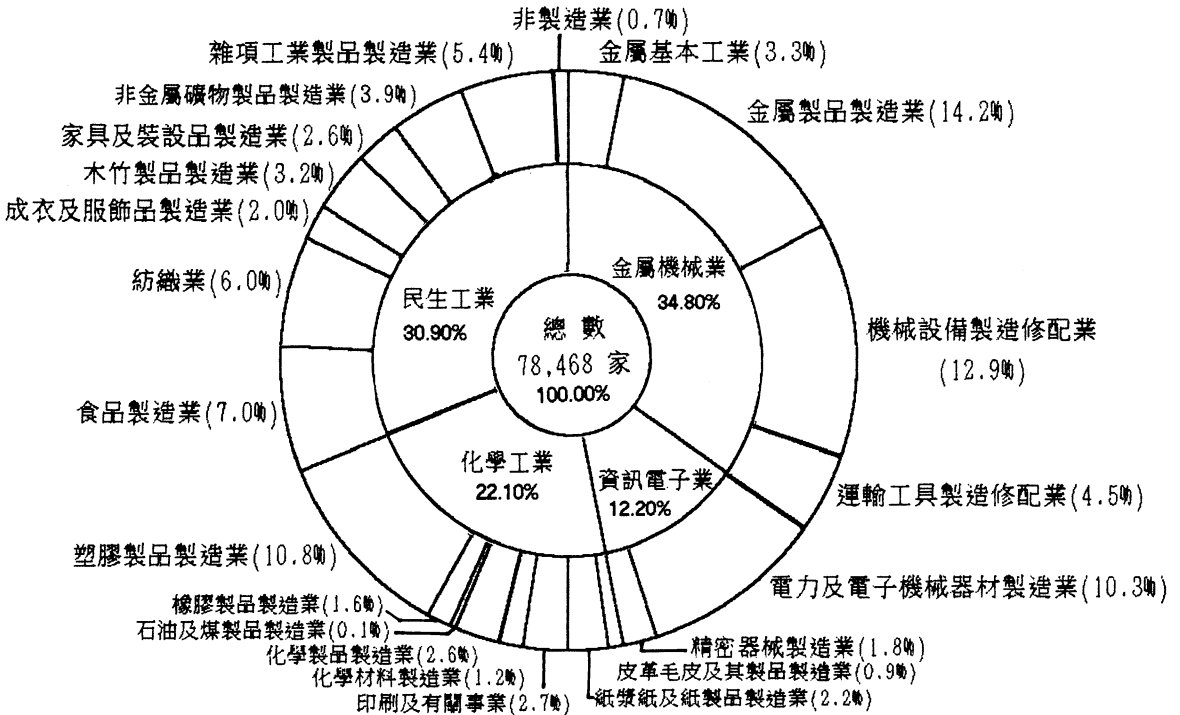 非製造業(0.7%)
雜項工業製品製造業(5.4%)
金屬基本工業(3.3%)
非金屬礦物製品製造業(3.9%)
金屬製品製造業(14.2%)
家具及裝設品製造業(2.6%)
木竹製品製造業(3.2%)
成衣及服飾品製造業(2.0%)
紡織業(6.0%)
民生工業
30.90%
金屬機械業
34.80%
總數
78,468 家
100.00%
機械設備製造修配業
(12.9%)
食品製造業(7.0%)
化學工業
22.10%
資訊電子業
12.20%
運輸工具製造修配業(4.5%)
塑膠製品製造業(10.8%)
電力及電子機械器材製造業(10.3%)
橡膠製品製造業(1.6%)
石油及煤製品製造業(0.1%)
化學製品製造業(2.6%)
化學材料製造業(1.2%)
印刷及有關事業(2.7%)
精密器械製造業(1.8%)
皮革毛皮及其製品製造業(0.9%)
紙漿紙及紙製品製造業(2.2%)